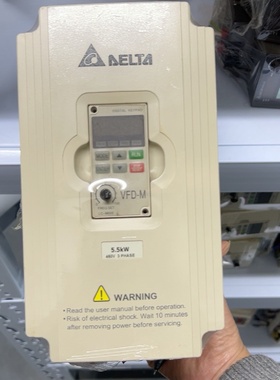 DELTA
DIGITAL KEYPAD
VFD-M
5.5kW
460V 3 PHASE
WARNING
Read the user manual before operation.
Risk of electrical shock. Wait 10 minutes
after removing power before servicing.